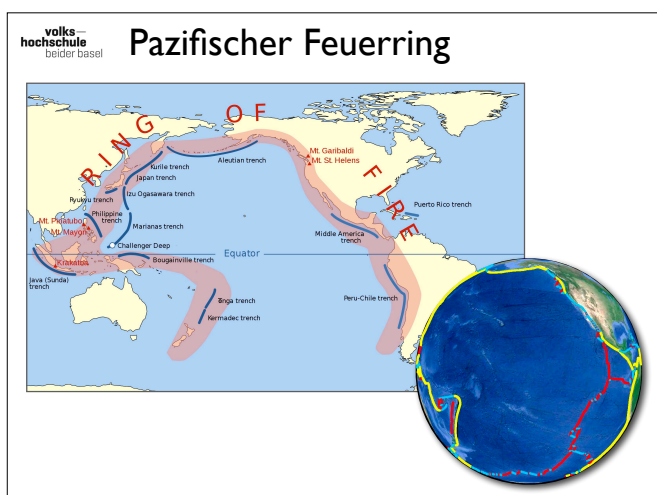 volks—
hochschule
beider basel
Pazifischer Feuerring
RING OF FIRE
Mt. Garibaldi
Mt. St. Helens
Aleutian trench
Kurile trench
Japan trench
Izu Ogasawara trench
Ryukyu trench
Puerto Rico trench
Philippine
trench
Mt. Pinatubo
Mt. Mayon
Marianas trench
Middle America
trench
Challenger Deep
Equator
Krakatoa
Bougainville trench
Java (Sunda)
trench
Tonga trench
Peru-Chile trench
Kermadec trench